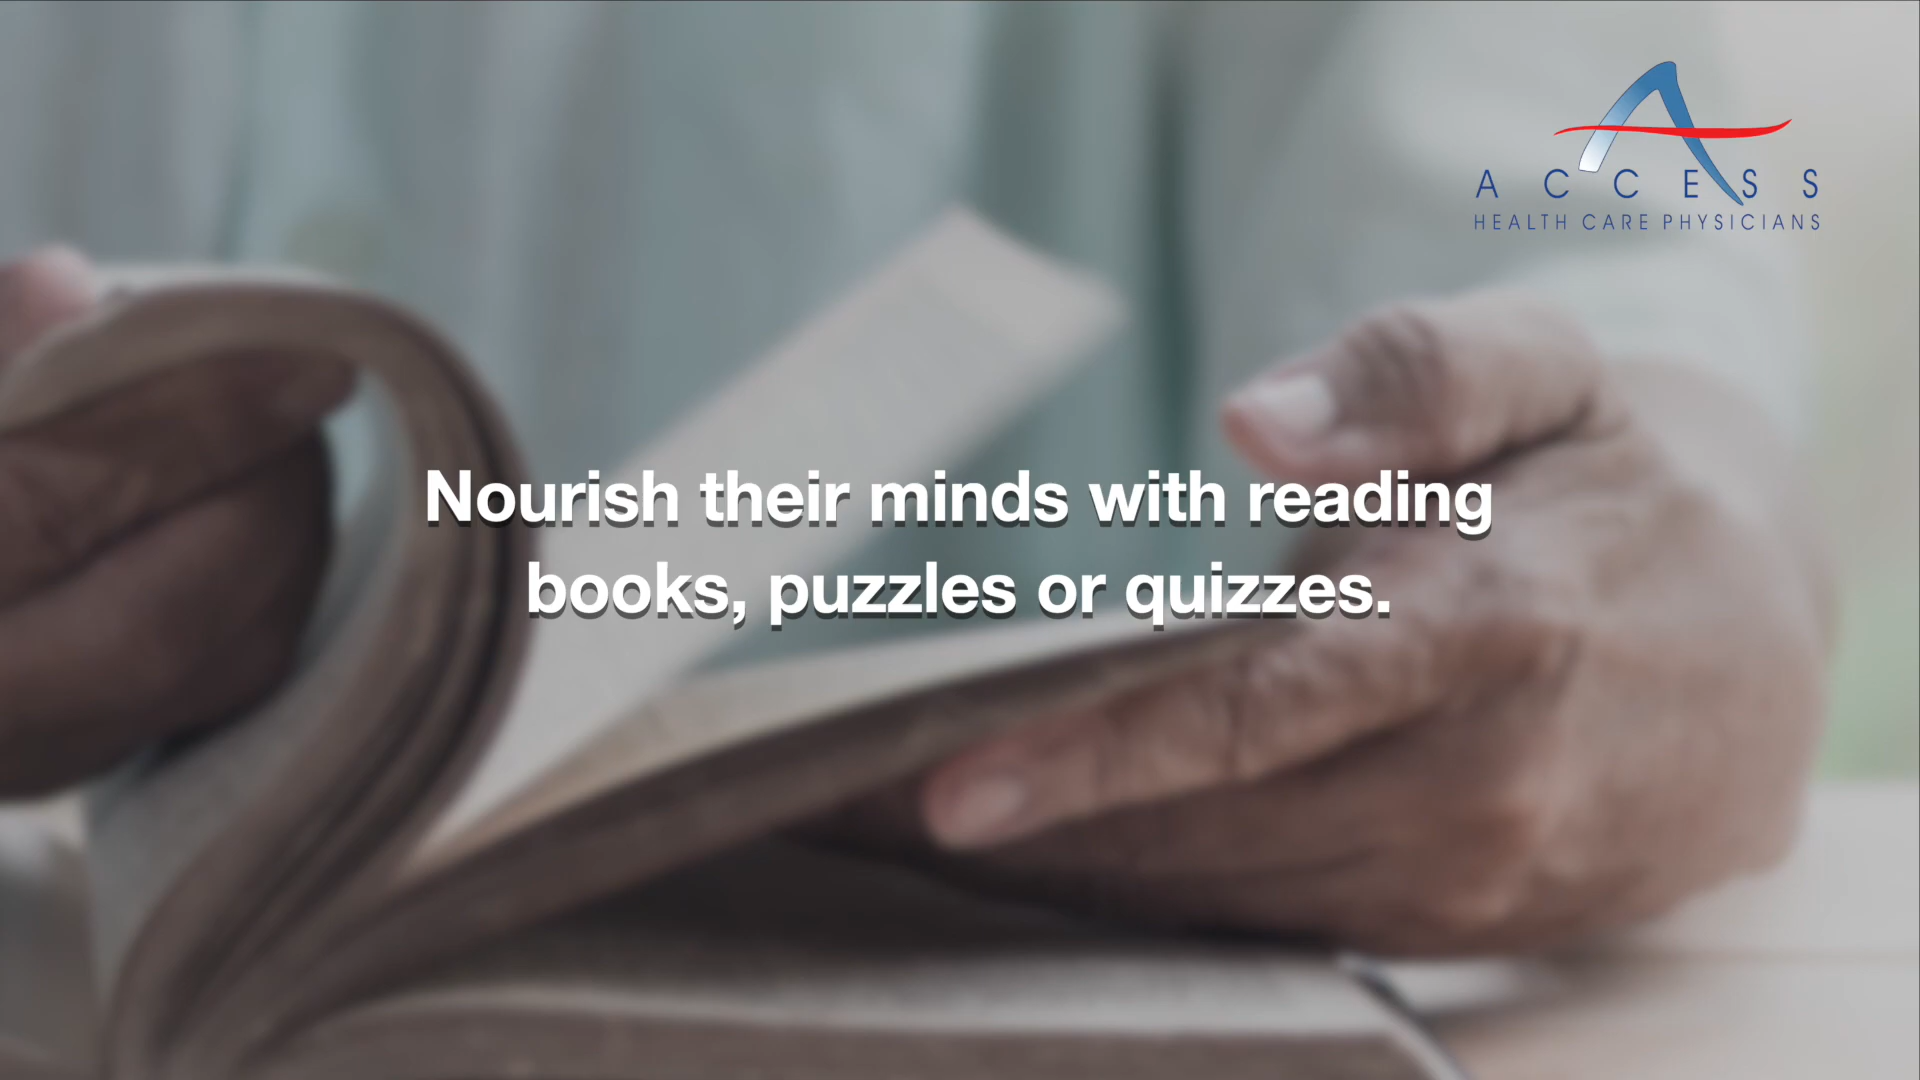 ACCESS
HEALTH CARE PHYSICIANS
Nourish their minds with reading
books, puzzles or quizzes.